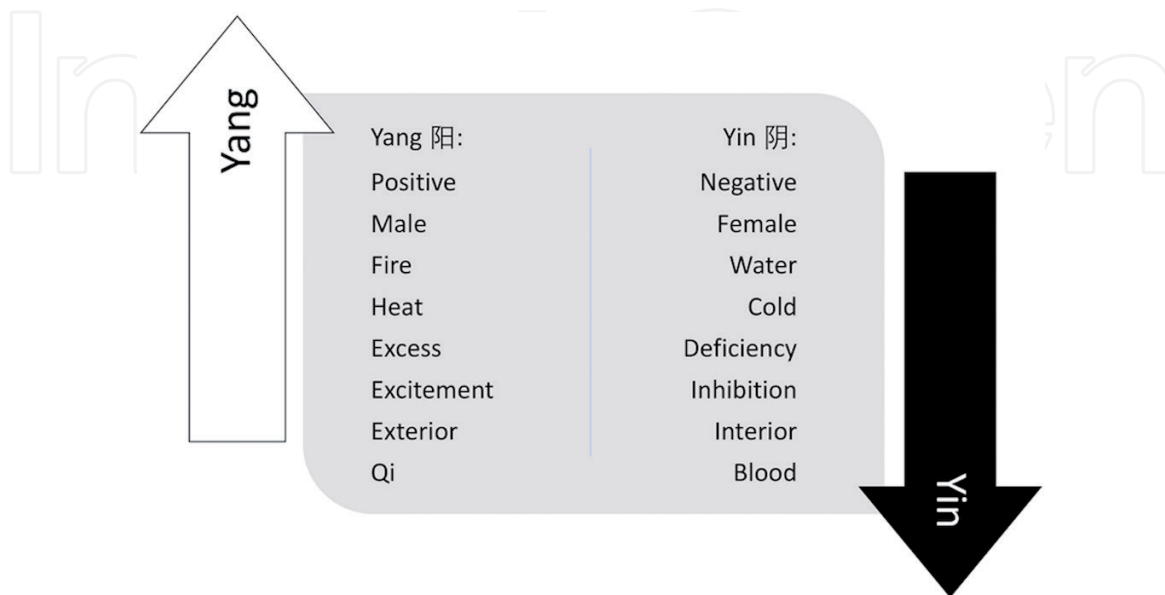 Yang
Yang 阳: Yin 阴:
Positive Negative
Male Female
Fire Water
Heat Cold
Excess Deficiency
Excitement Inhibition
Exterior Interior
Qi Blood
Yin